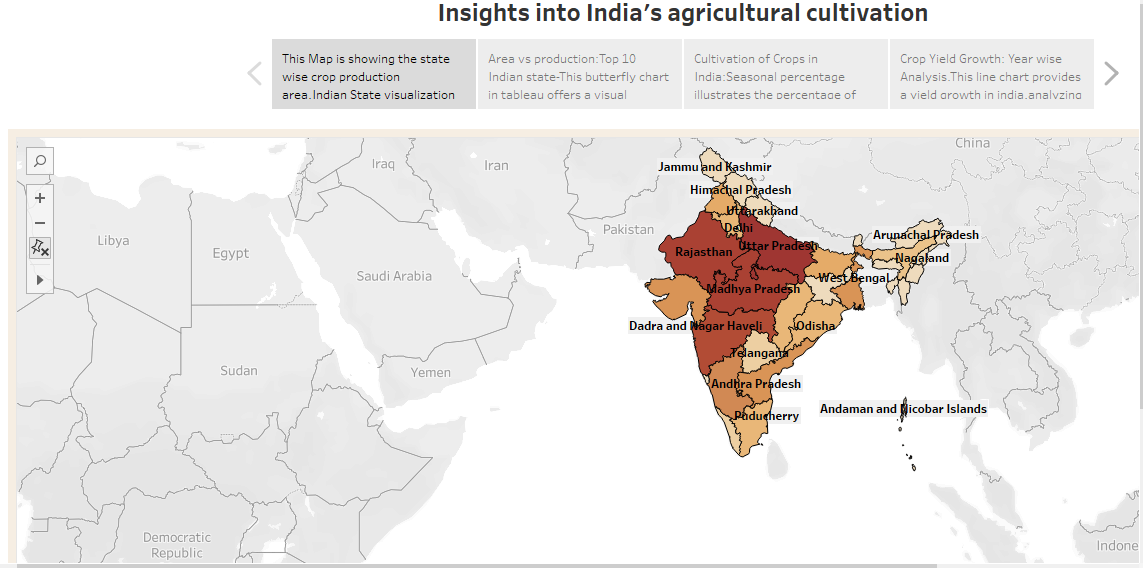 Insights into India's agricultural cultivation
This Map is showing the state
wise crop production
area.Indian State visualization
Area vs production:Top 10
Indian state-This butterfly chart
in tableau offers a visual
Cultivation of Crops in
India:Seasonal percentage
illustrates the percentage of
Crop Yield Growth: Year wise
Analysis.This line chart provides
a yield growth in india,analyzing
China
Iraq
Iran
Jammu and Kashmir
Himachal Pradesh
Uttarakhand
Pakistan
Delhi
Arunachal Pradesh
Libya
Egypt
Rajasthan
Uttar Pradesh
Nagaland
Saudi Arabia
West Bengal
Madhya Pradesh
Dadra and Nagar Haveli
Odisha
Telangana
Sudan
Yemen
Andhra Pradesh
Andaman and Nicobar Islands
Puducherry
Democratic
Republic
Indone